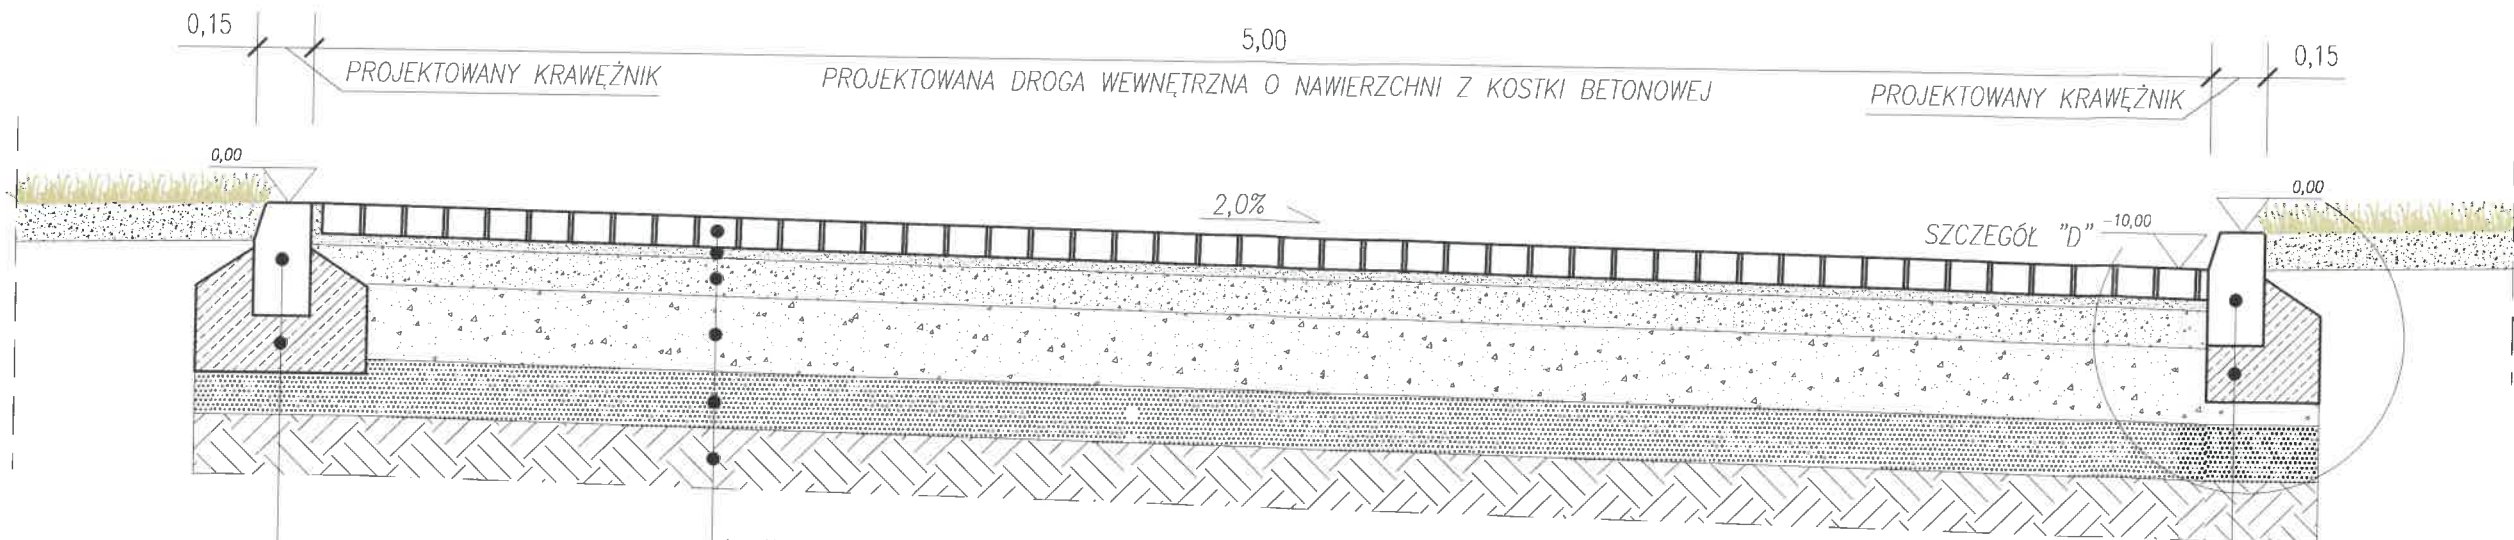 0,15
5,00
0,15
PROJEKTOWANY KRAWĘŻNIK
PROJEKTOWANA DROGA WEWNĘTRZNA O NAWIERZCHNI Z KOSTKI BETONOWEJ
PROJEKTOWANY KRAWĘŻNIK
0,00
2,0%
SZCZEGÓŁ "D"
-10,00
0,00